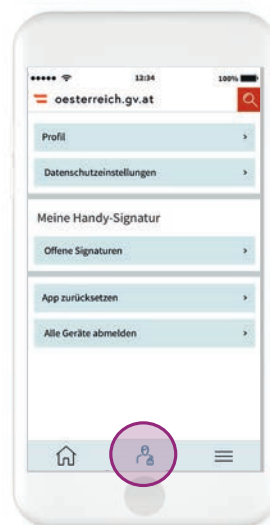 12:34
100%
oesterreich.gv.at
Profil
Datenschutzeinstellungen
Meine Handy-Signatur
Offene Signaturen
App zurücksetzen
Alle Geräte abmelden